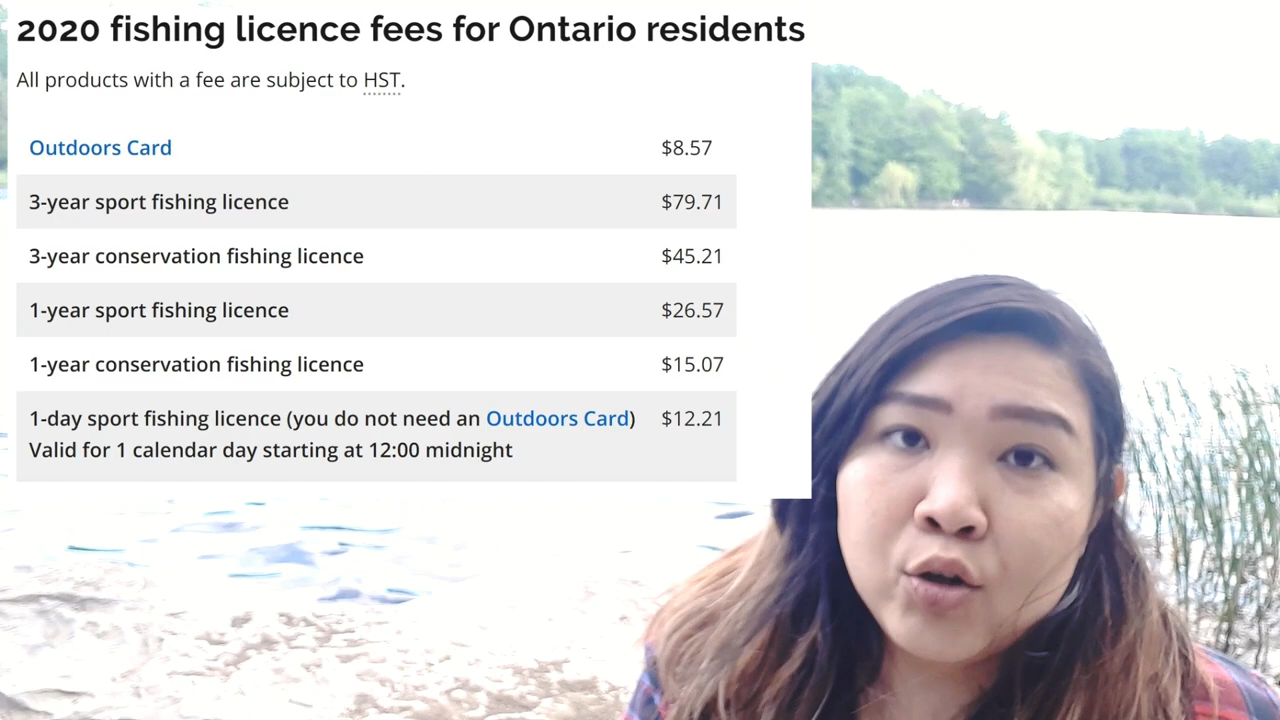 2020 fishing licence fees for Ontario residents
All products with a fee are subject to HST.
Outdoors Card $8.57
3-year sport fishing licence $79.71
3-year conservation fishing licence $45.21
1-year sport fishing licence $26.57
1-year conservation fishing licence $15.07
1-day sport fishing licence (you do not need an Outdoors Card) $12.21
Valid for 1 calendar day starting at 12:00 midnight